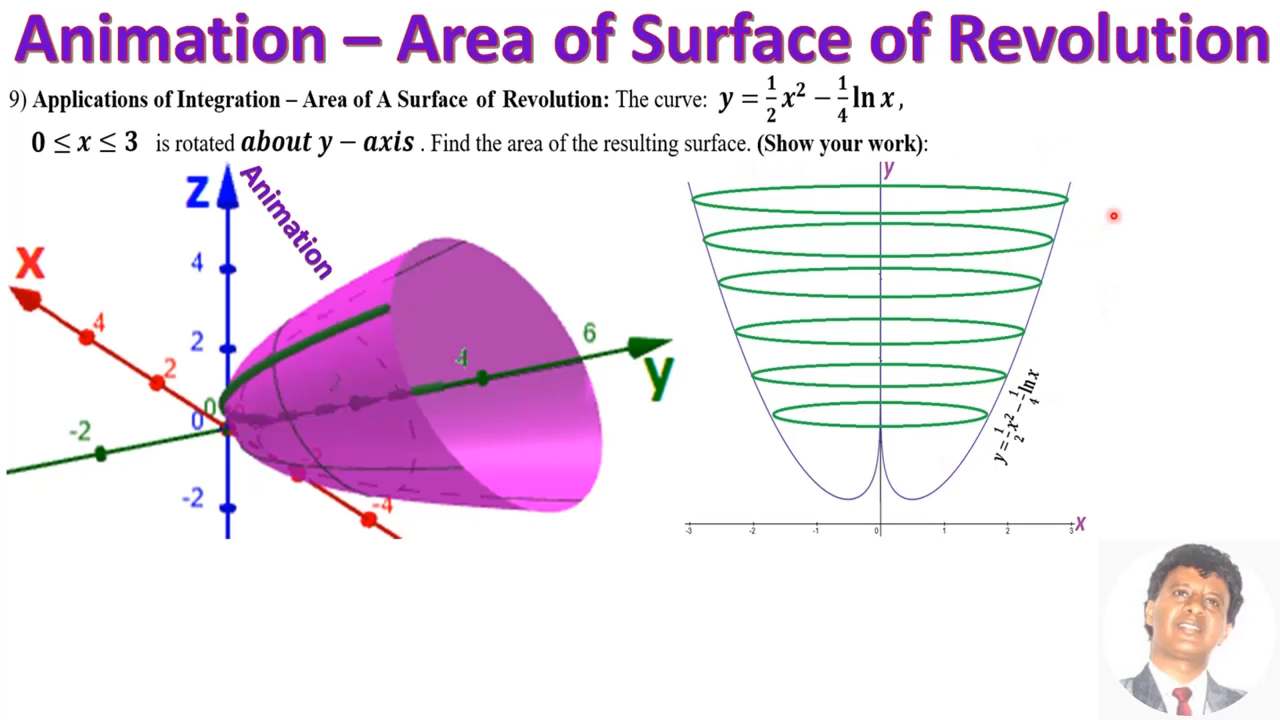 Animation – Area of Surface of Revolution
9) Applications of Integration – Area of A Surface of Revolution: The curve: y = 1/2 x² − 1/4 ln x ,
0 ≤ x ≤ 3 is rotated about y − axis . Find the area of the resulting surface. (Show your work):
Animation
Z
X
4
4
2
2
0
0
-2
-2
2
4
6
y
-2
-4
y
y = 1/2 x² − 1/4 ln x
-3 -2 -1 0 1 2 3 x